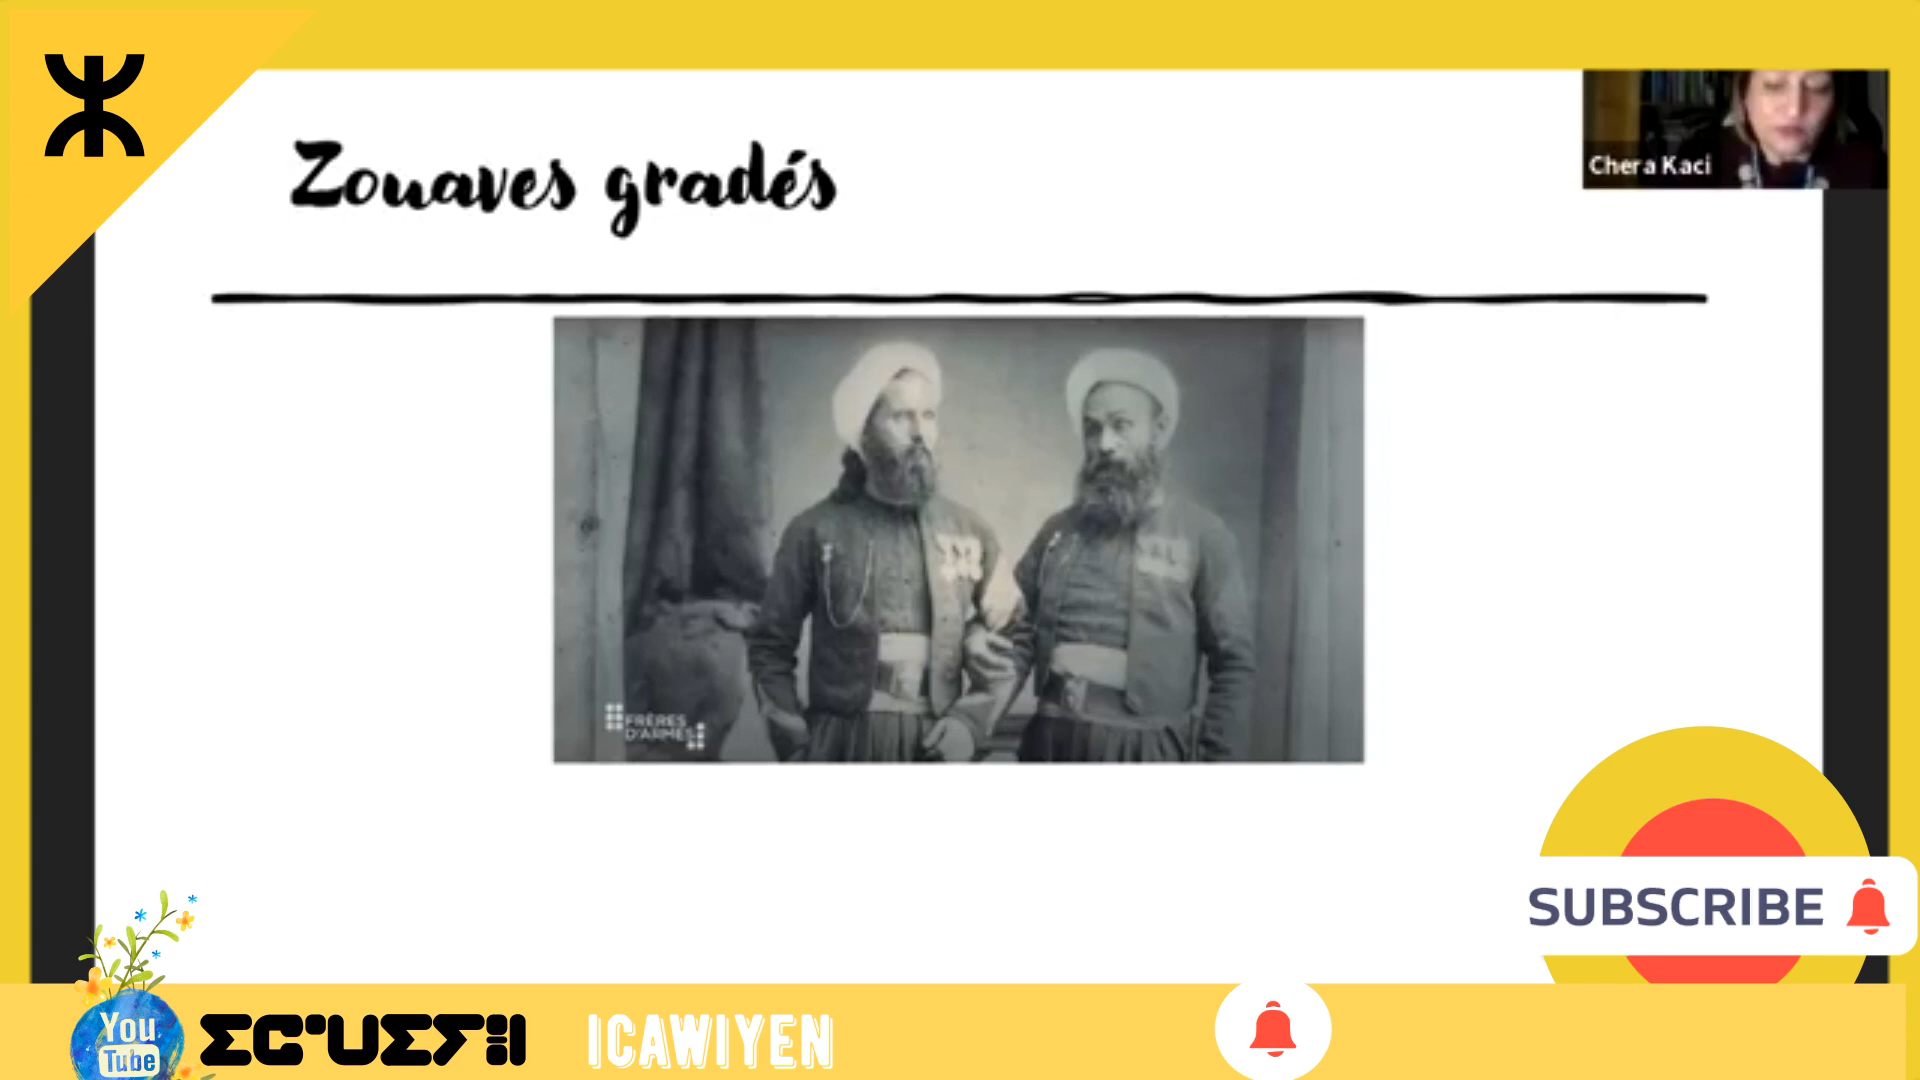 ⵣ
Zouaves gradés
Chera Kaci
FRÈRES
D'ARMES
SUBSCRIBE
You
Tube
ICAWIYEN